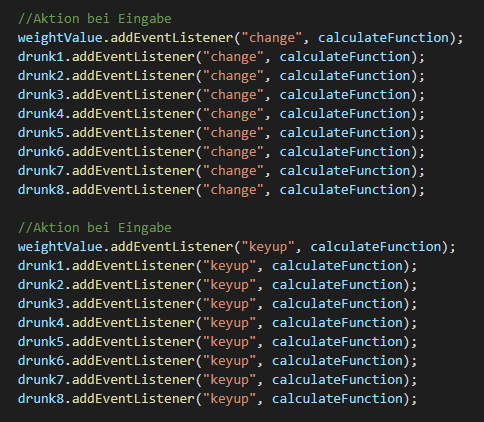 //Aktion bei Eingabe
weightValue.addEventListener("change", calculateFunction);
drunk1.addEventListener("change", calculateFunction);
drunk2.addEventListener("change", calculateFunction);
drunk3.addEventListener("change", calculateFunction);
drunk4.addEventListener("change", calculateFunction);
drunk5.addEventListener("change", calculateFunction);
drunk6.addEventListener("change", calculateFunction);
drunk7.addEventListener("change", calculateFunction);
drunk8.addEventListener("change", calculateFunction);

//Aktion bei Eingabe
weightValue.addEventListener("keyup", calculateFunction);
drunk1.addEventListener("keyup", calculateFunction);
drunk2.addEventListener("keyup", calculateFunction);
drunk3.addEventListener("keyup", calculateFunction);
drunk4.addEventListener("keyup", calculateFunction);
drunk5.addEventListener("keyup", calculateFunction);
drunk6.addEventListener("keyup", calculateFunction);
drunk7.addEventListener("keyup", calculateFunction);
drunk8.addEventListener("keyup", calculateFunction);